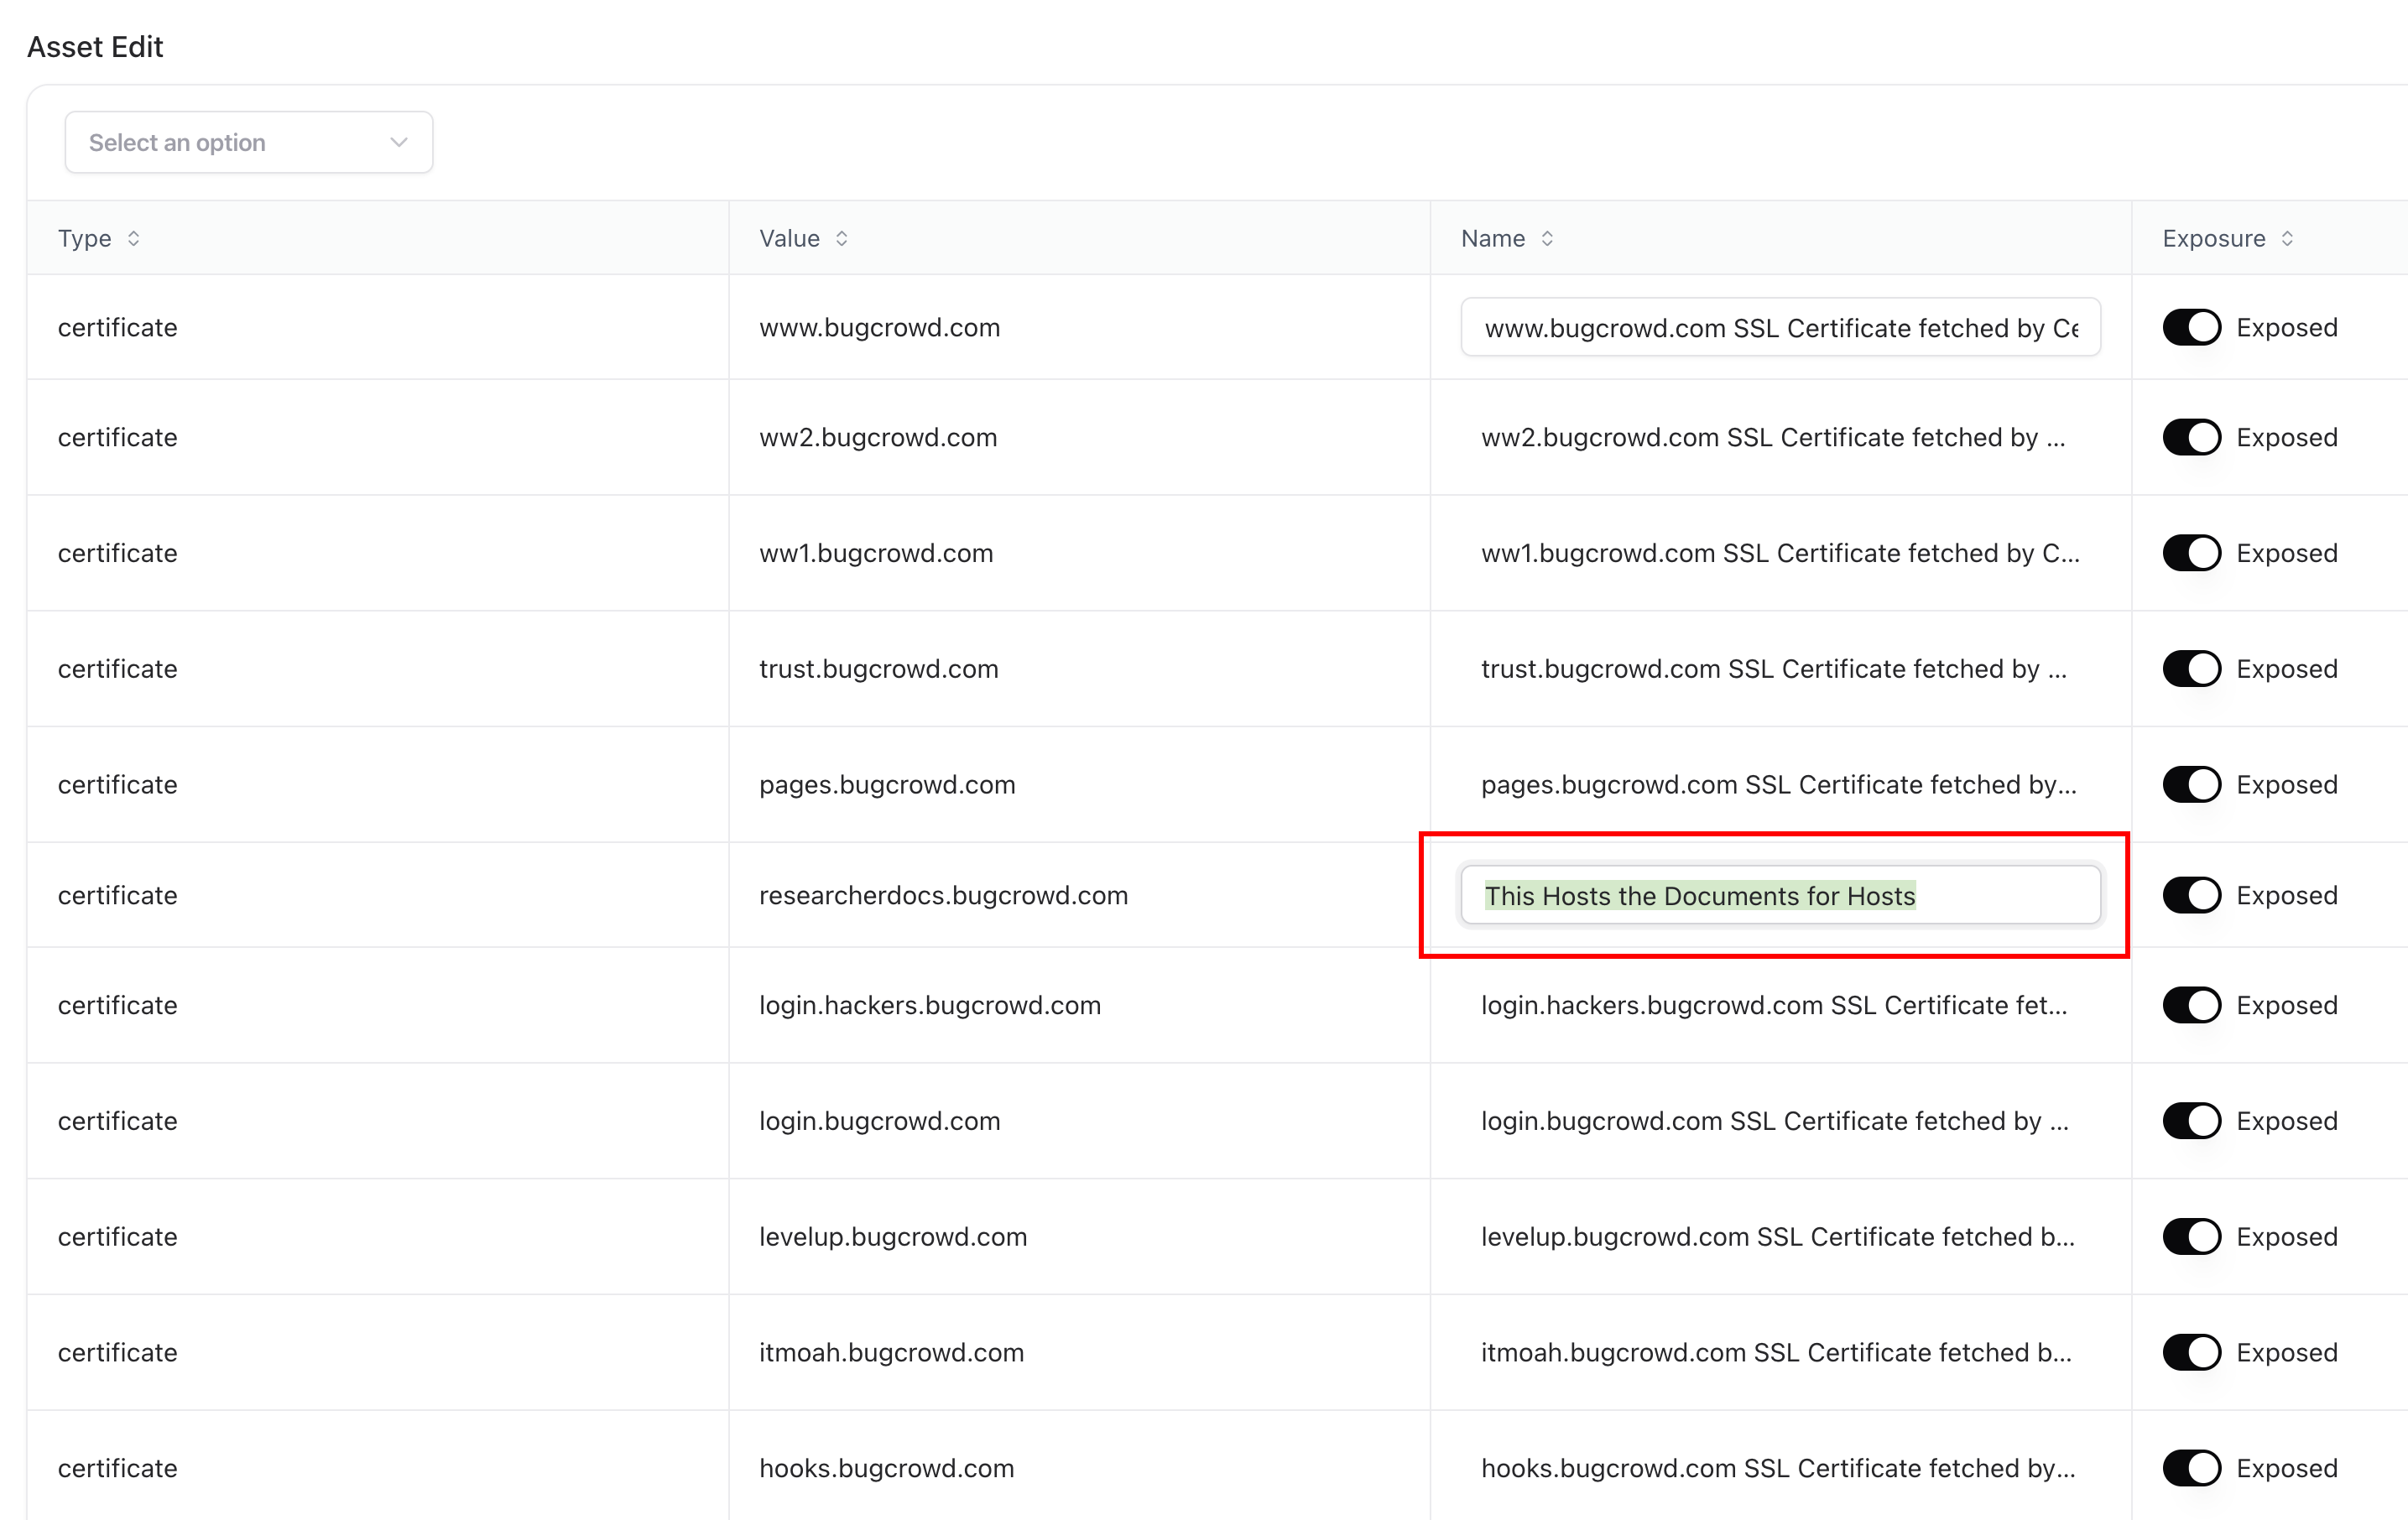 Asset Edit
Select an option
Type Value Name Exposure
certificate www.bugcrowd.com www.bugcrowd.com SSL Certificate fetched by Ce Exposed
certificate ww2.bugcrowd.com ww2.bugcrowd.com SSL Certificate fetched by ... Exposed
certificate ww1.bugcrowd.com ww1.bugcrowd.com SSL Certificate fetched by C... Exposed
certificate trust.bugcrowd.com trust.bugcrowd.com SSL Certificate fetched by ... Exposed
certificate pages.bugcrowd.com pages.bugcrowd.com SSL Certificate fetched by... Exposed
certificate researcherdocs.bugcrowd.com This Hosts the Documents for Hosts Exposed
certificate login.hackers.bugcrowd.com login.hackers.bugcrowd.com SSL Certificate fet... Exposed
certificate login.bugcrowd.com login.bugcrowd.com SSL Certificate fetched by ... Exposed
certificate levelup.bugcrowd.com levelup.bugcrowd.com SSL Certificate fetched b... Exposed
certificate itmoah.bugcrowd.com itmoah.bugcrowd.com SSL Certificate fetched b... Exposed
certificate hooks.bugcrowd.com hooks.bugcrowd.com SSL Certificate fetched by... Exposed